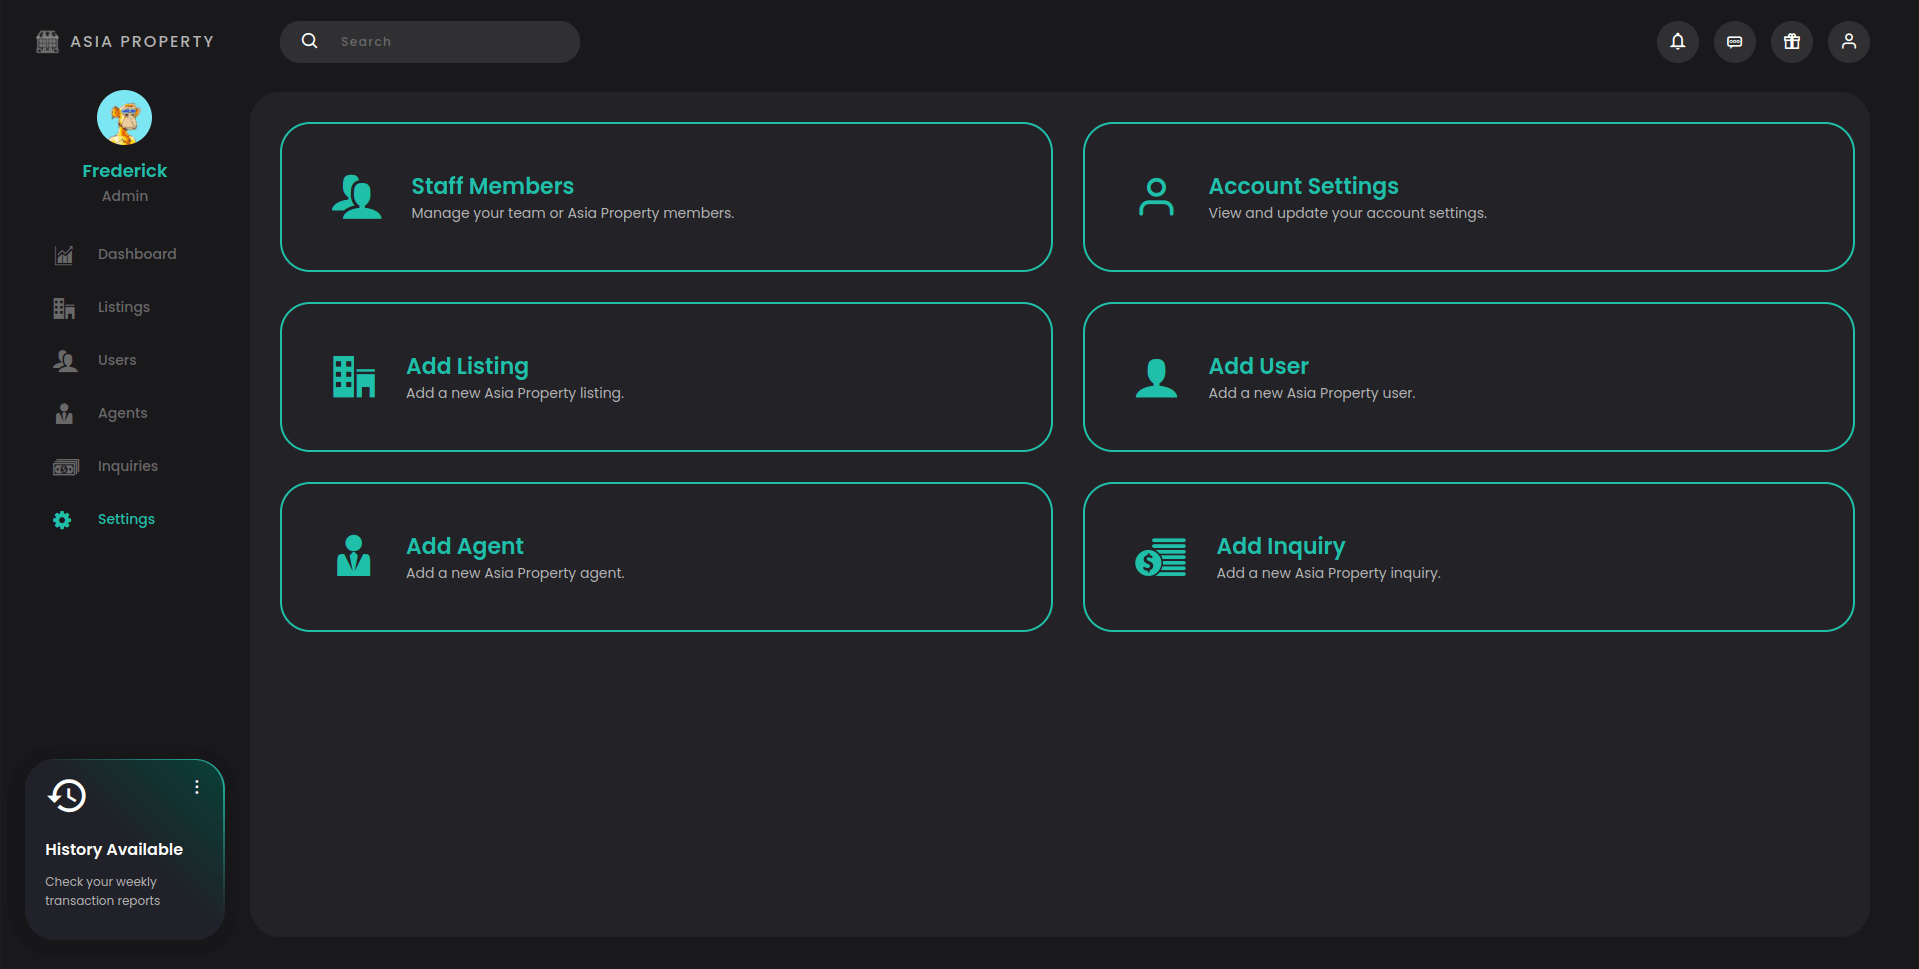 ASIA PROPERTY
Search
Frederick
Admin
Dashboard
Listings
Users
Agents
Inquiries
Settings
History Available
Check your weekly
transaction reports
Staff Members
Manage your team or Asia Property members.
Account Settings
View and update your account settings.
Add Listing
Add a new Asia Property listing.
Add User
Add a new Asia Property user.
Add Agent
Add a new Asia Property agent.
Add Inquiry
Add a new Asia Property inquiry.